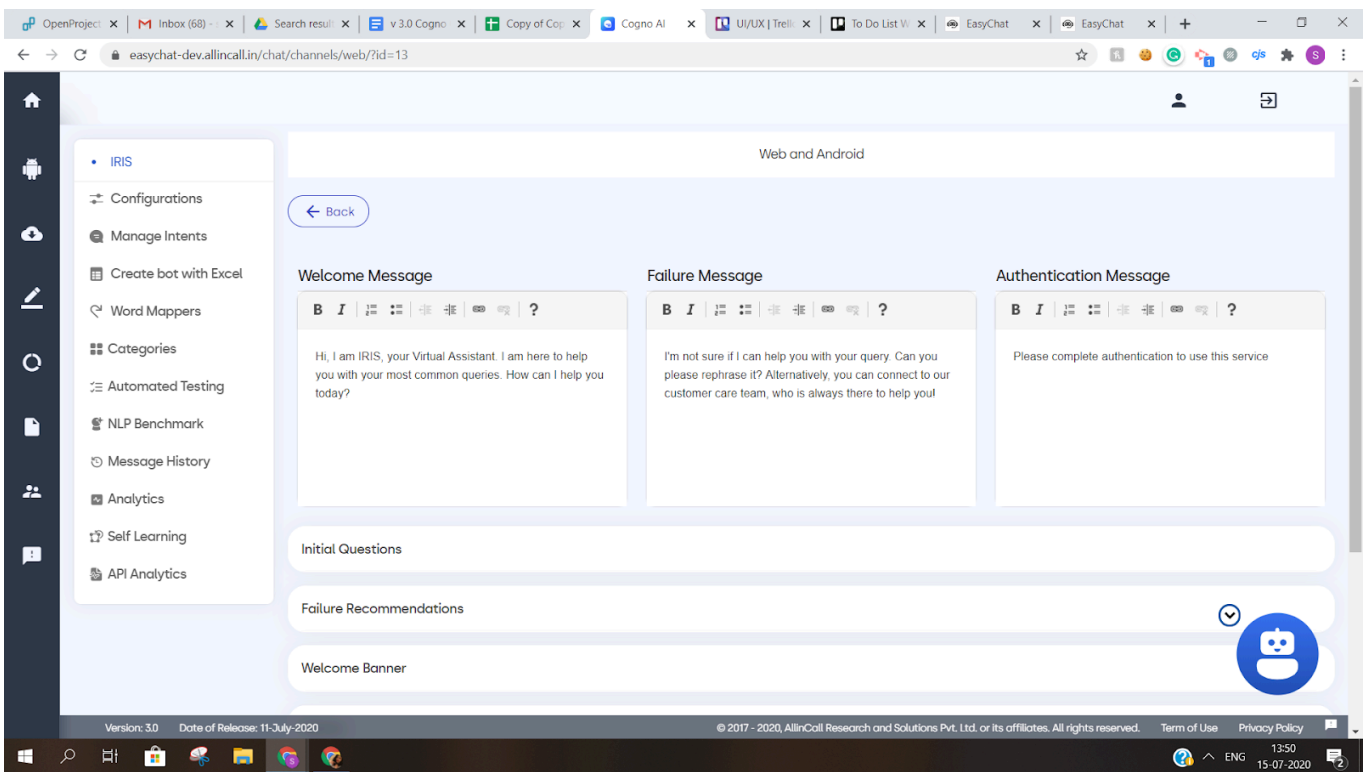 OpenProject
Inbox (68) -
Search result
v 3.0 Cogno
Copy of Cop
Cogno AI
UI/UX | Trell
To Do List W
EasyChat
EasyChat
easychat-dev.allincall.in/chat/channels/web/?id=13
IRIS
Configurations
Manage Intents
Create bot with Excel
Word Mappers
Categories
Automated Testing
NLP Benchmark
Message History
Analytics
Self Learning
API Analytics
Web and Android
Back
Welcome Message
B I ?
Hi, I am IRIS, your Virtual Assistant. I am here to help
you with your most common queries. How can I help you
today?
Failure Message
B I ?
I'm not sure if I can help you with your query. Can you
please rephrase it? Alternatively, you can connect to our
customer care team, who is always there to help you!
Authentication Message
B I ?
Please complete authentication to use this service
Initial Questions
Failure Recommendations
Welcome Banner
Version: 3.0 Date of Release: 11-July-2020
© 2017 - 2020, AllinCall Research and Solutions Pvt. Ltd. or its affiliates. All rights reserved. Term of Use Privacy Policy
ENG
13:50
15-07-2020
2